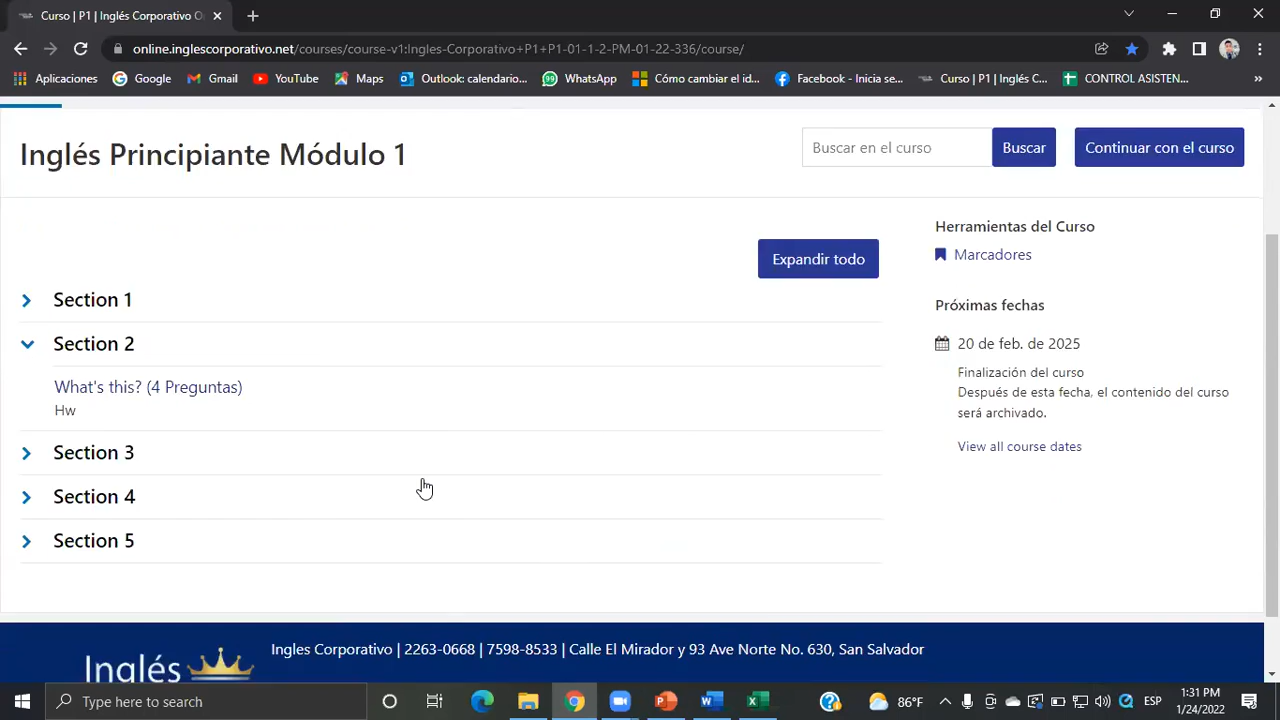 Curso | P1 | Inglés Corporativo O
online.inglescorporativo.net/courses/course-v1:Ingles-Corporativo+P1+P1-01-1-2-PM-01-22-336/course/
Aplicaciones
Google
Gmail
YouTube
Maps
Outlook: calendario...
99
WhatsApp
Cómo cambiar el id...
Facebook - Inicia se...
Curso | P1 | Inglés C...
CONTROL ASISTEN...
»
Inglés Principiante Módulo 1
Buscar en el curso
Buscar
Continuar con el curso
Expandir todo
Section 1
Section 2
What's this? (4 Preguntas)
Hw
Section 3
Section 4
Section 5
Herramientas del Curso
Marcadores
Próximas fechas
20 de feb. de 2025
Finalización del curso
Después de esta fecha, el contenido del curso
será archivado.
View all course dates
Inglés
Ingles Corporativo | 2263-0668 | 7598-8533 | Calle El Mirador y 93 Ave Norte No. 630, San Salvador
Type here to search
86°F
ESP
1:31 PM
1/24/2022